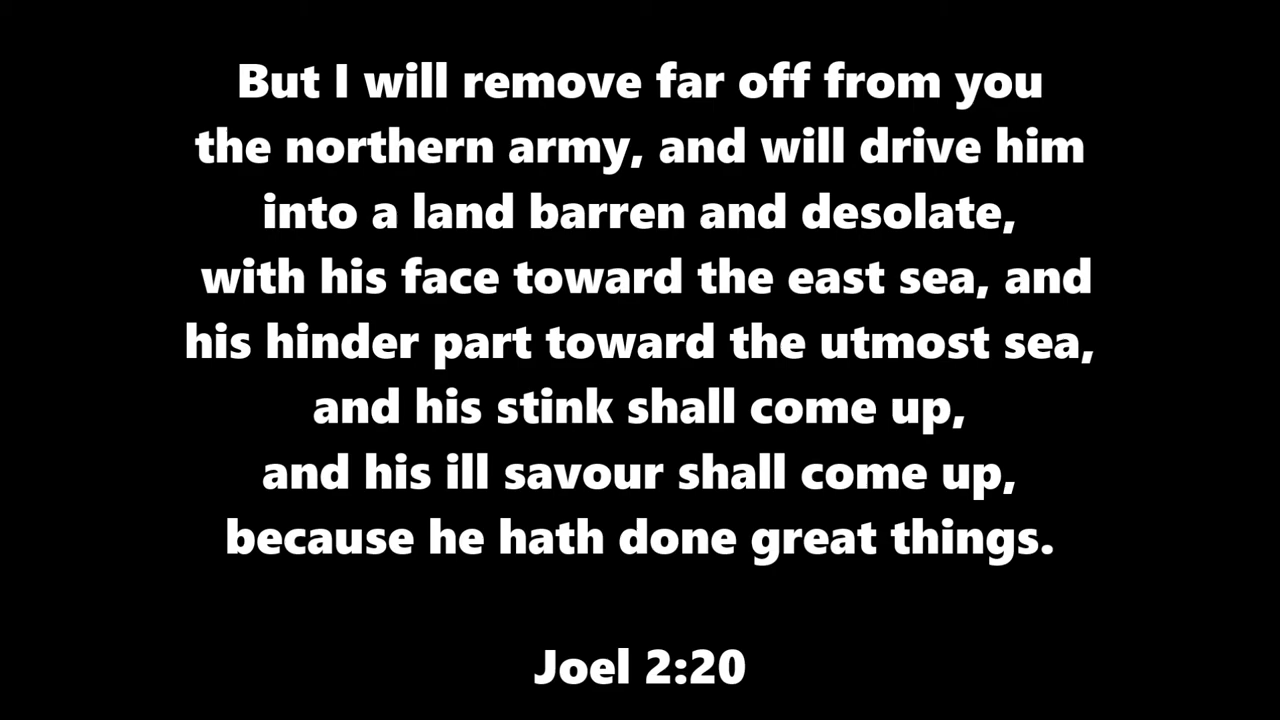 But I will remove far off from you
the northern army, and will drive him
into a land barren and desolate,
with his face toward the east sea, and
his hinder part toward the utmost sea,
and his stink shall come up,
and his ill savour shall come up,
because he hath done great things.
Joel 2:20